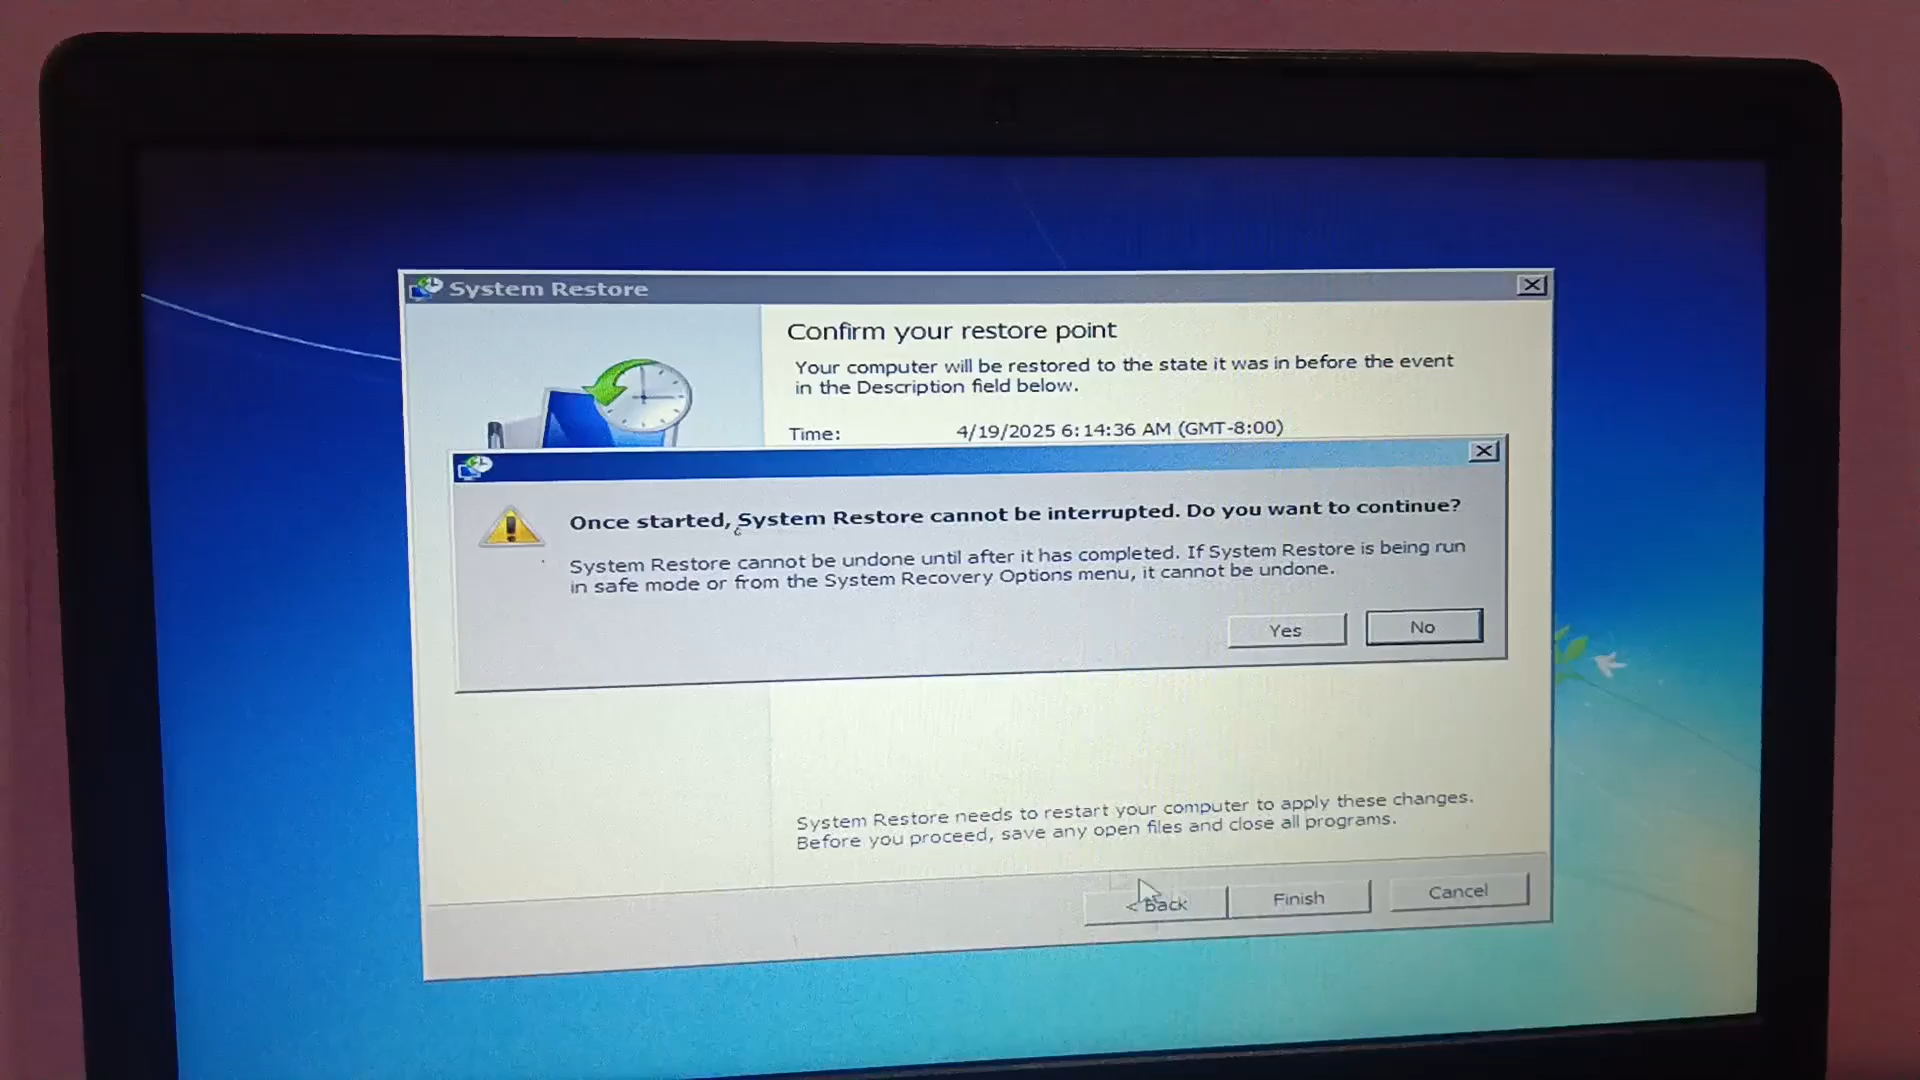 System Restore
Confirm your restore point
Your computer will be restored to the state it was in before the event
in the Description field below.
Time: 4/19/2025 6:14:36 AM (GMT-8:00)
Once started, System Restore cannot be interrupted. Do you want to continue?
System Restore cannot be undone until after it has completed. If System Restore is being run
in safe mode or from the System Recovery Options menu, it cannot be undone.
Yes No
System Restore needs to restart your computer to apply these changes.
Before you proceed, save any open files and close all programs.
< Back Finish Cancel